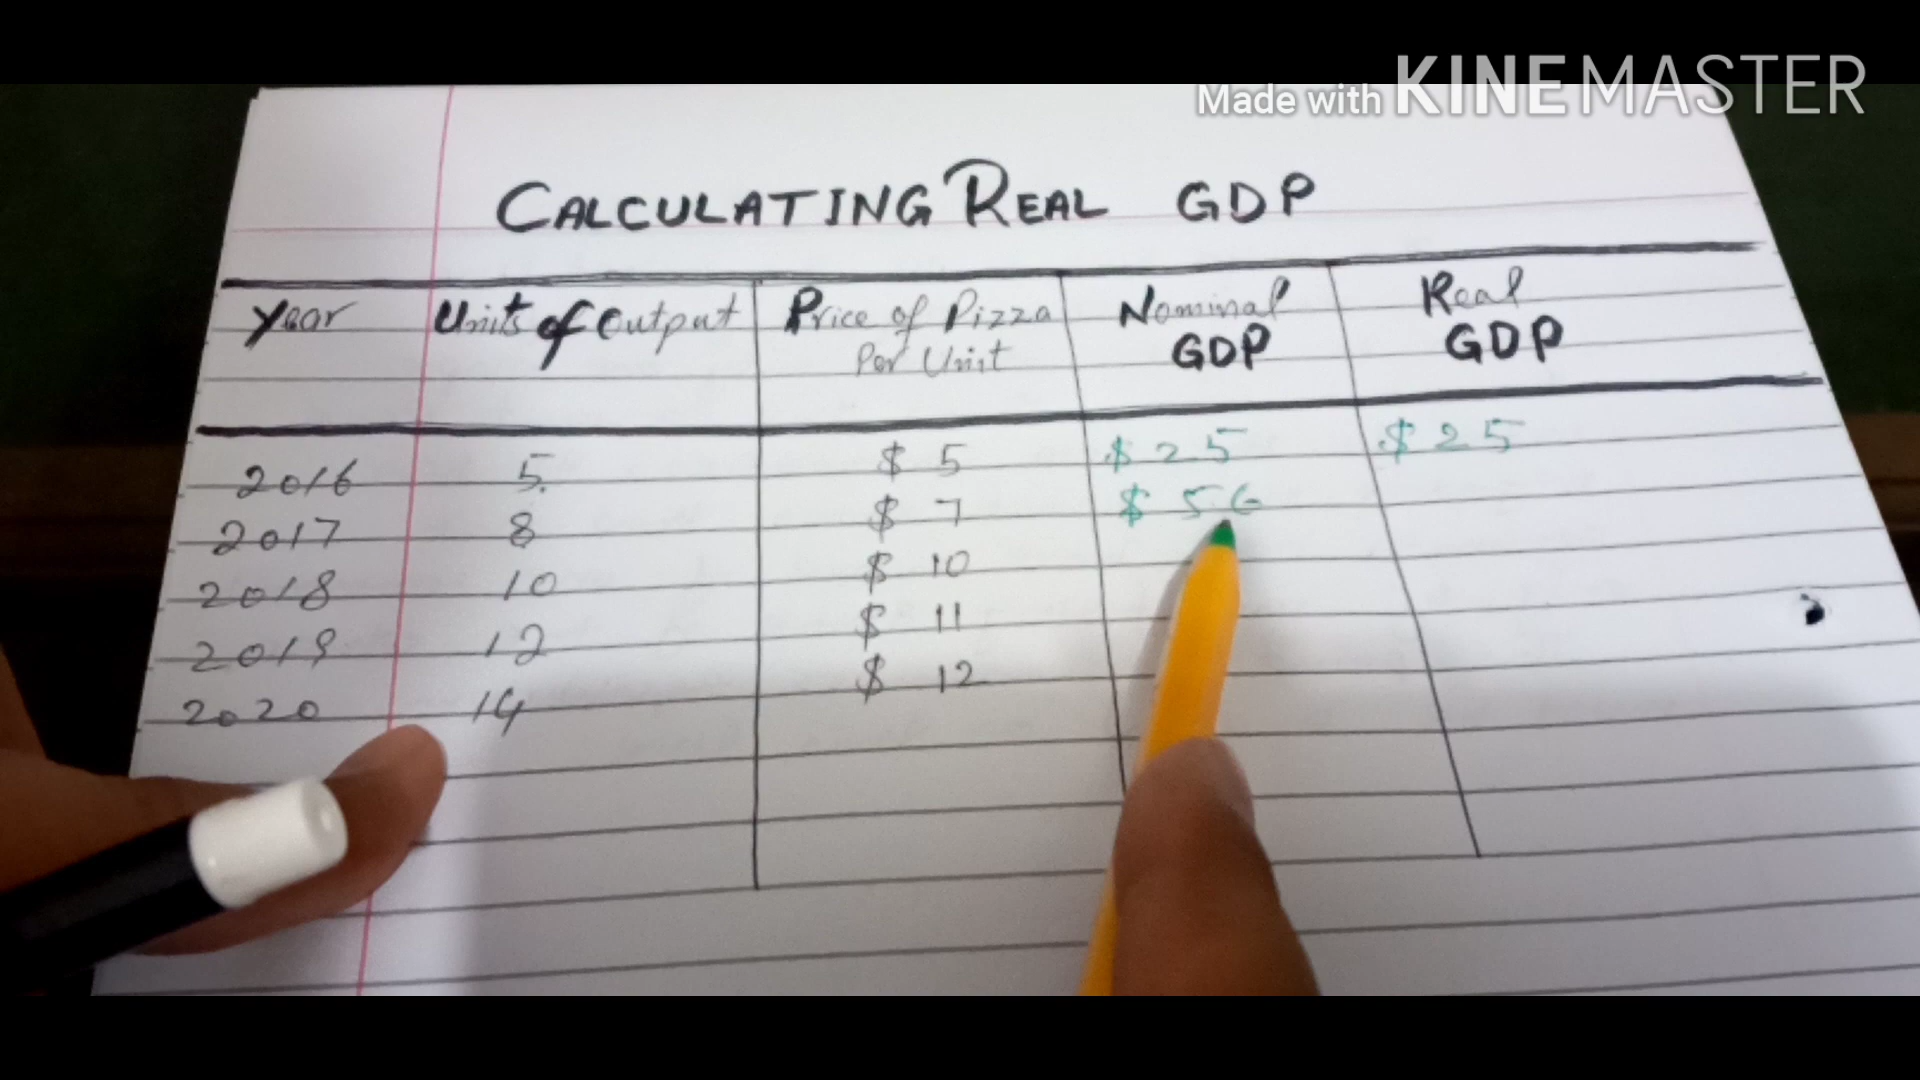 Made with KINEMASTER
CALCULATING REAL GDP
Year Units of Output Price of Pizza Per Unit Nominal GDP Real GDP
2016 5 $ 5 $ 25 $ 25
2017 8 $ 7 $ 56
2018 10 $ 10
2019 12 $ 11
2020 14 $ 12